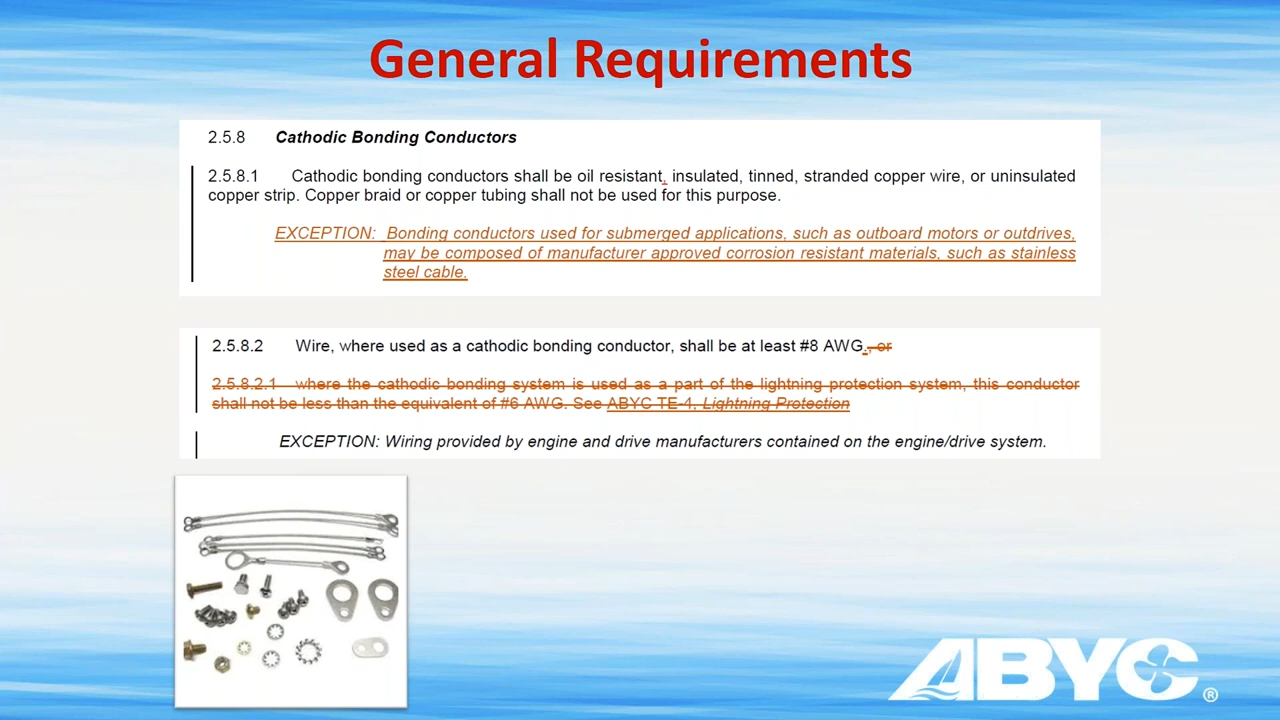 General Requirements
2.5.8 Cathodic Bonding Conductors
2.5.8.1 Cathodic bonding conductors shall be oil resistant, insulated, tinned, stranded copper wire, or uninsulated
copper strip. Copper braid or copper tubing shall not be used for this purpose.
EXCEPTION: Bonding conductors used for submerged applications, such as outboard motors or outdrives,
may be composed of manufacturer approved corrosion resistant materials, such as stainless
steel cable.
2.5.8.2 Wire, where used as a cathodic bonding conductor, shall be at least #8 AWG., or
2.5.8.2.1 where the cathodic bonding system is used as a part of the lightning protection system, this conductor
shall not be less than the equivalent of #6 AWG. See ABYC TE-4, Lightning Protection
EXCEPTION: Wiring provided by engine and drive manufacturers contained on the engine/drive system.
ABYC ®